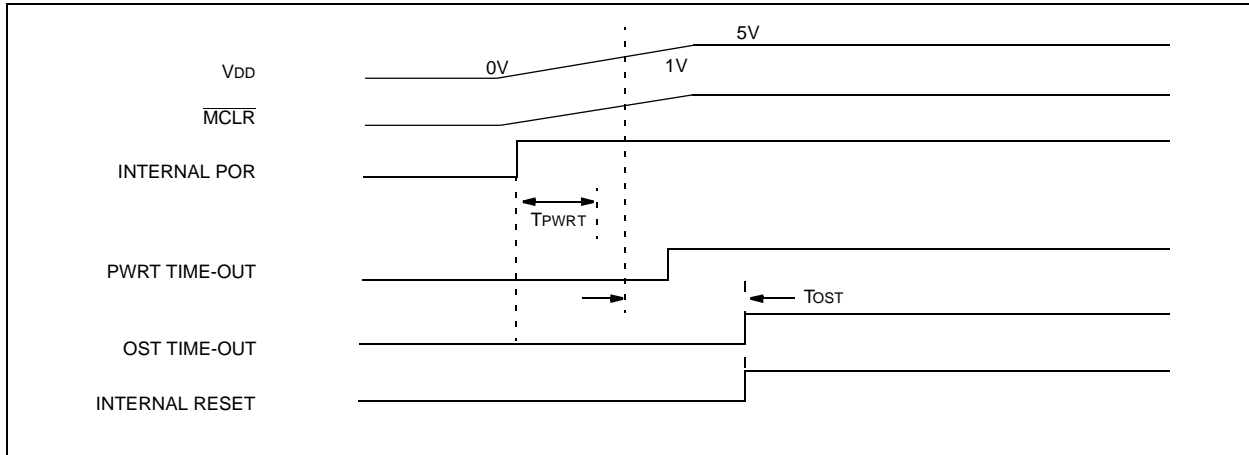 5V
VDD
0V
1V
MCLR
INTERNAL POR
TPWRT
PWRT TIME-OUT
TOST
OST TIME-OUT
INTERNAL RESET